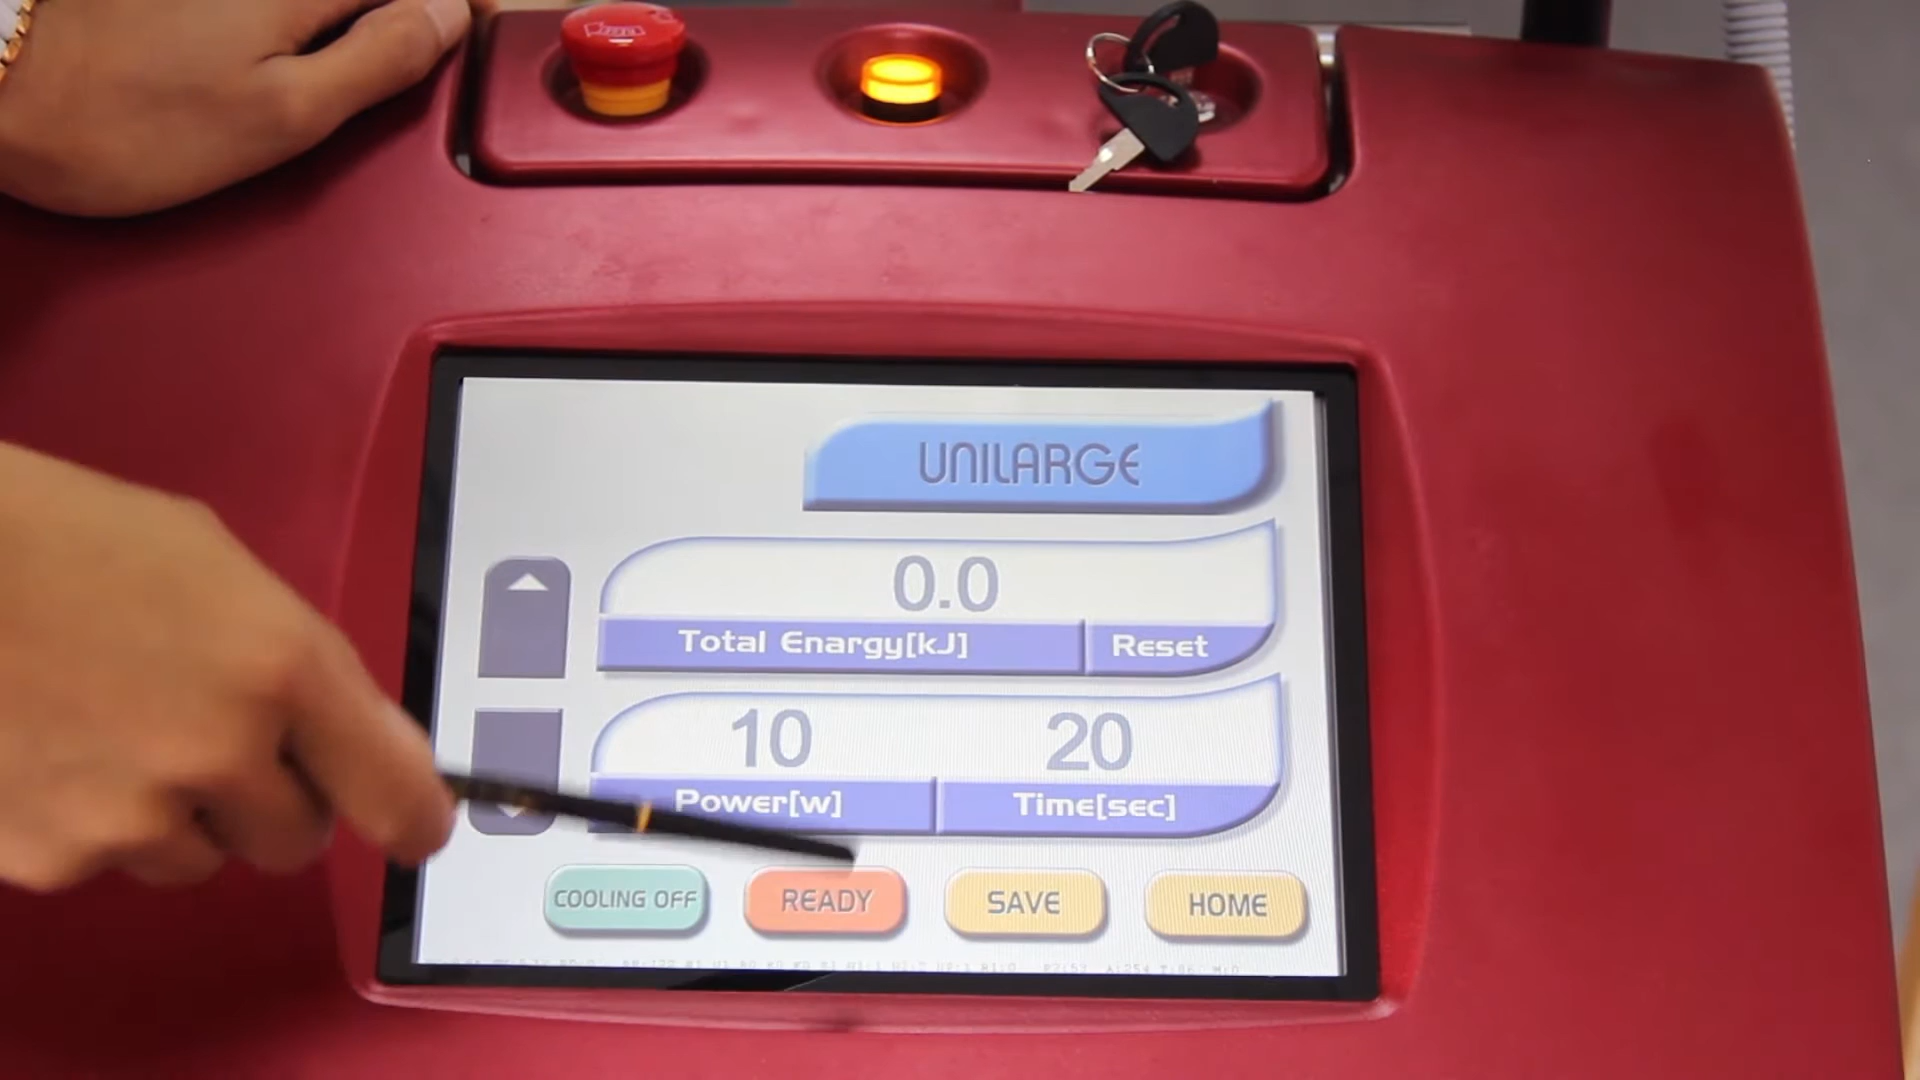 UNILARGE
0.0
Total Enargy[kJ] Reset
10 20
Power[w] Time[sec]
COOLING OFF READY SAVE HOME